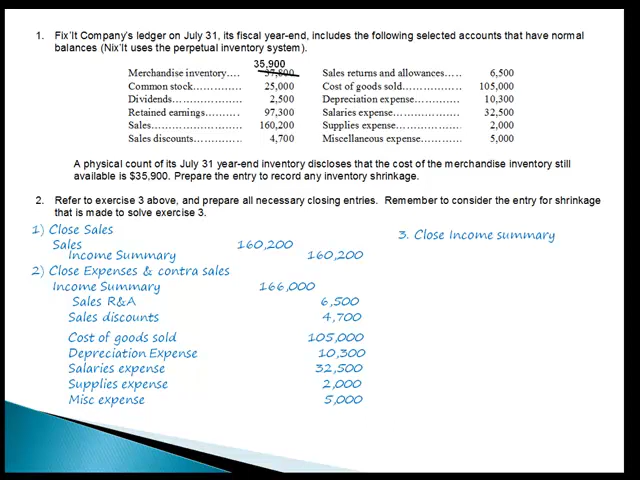 1. Fix'It Company's ledger on July 31, its fiscal year-end, includes the following selected accounts that have normal
balances (Nix'It uses the perpetual inventory system).
35,900
Merchandise inventory.... 37,800 Sales returns and allowances..... 6,500
Common stock............. 25,000 Cost of goods sold.................. 105,000
Dividends.................... 2,500 Depreciation expense............. 10,300
Retained earnings.......... 97,300 Salaries expense................... 32,500
Sales.......................... 160,200 Supplies expense................... 2,000
Sales discounts............. 4,700 Miscellaneous expense............ 5,000
A physical count of its July 31 year-end inventory discloses that the cost of the merchandise inventory still
available is $35,900. Prepare the entry to record any inventory shrinkage.
2. Refer to exercise 3 above, and prepare all necessary closing entries. Remember to consider the entry for shrinkage
that is made to solve exercise 3.
1) Close Sales
Sales 160,200
Income Summary 160,200
2) Close Expenses & contra sales
Income Summary 166,000
Sales R&A 6,500
Sales discounts 4,700
Cost of goods sold 105,000
Depreciation Expense 10,300
Salaries expense 32,500
Supplies expense 2,000
Misc expense 5,000
3. Close Income summary